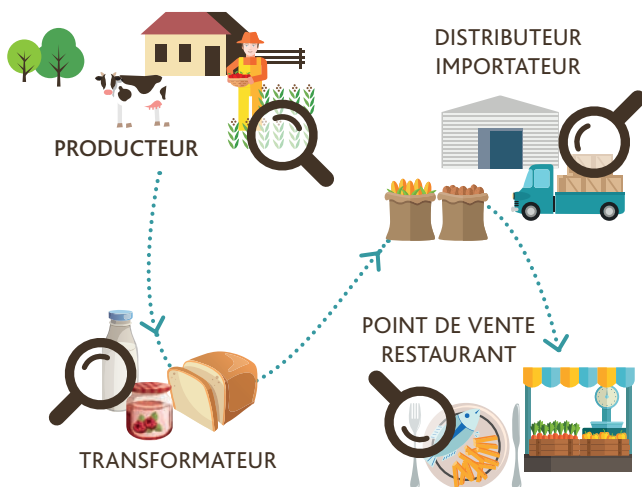 PRODUCTEUR
DISTRIBUTEUR
IMPORTATEUR
TRANSFORMATEUR
POINT DE VENTE
RESTAURANT